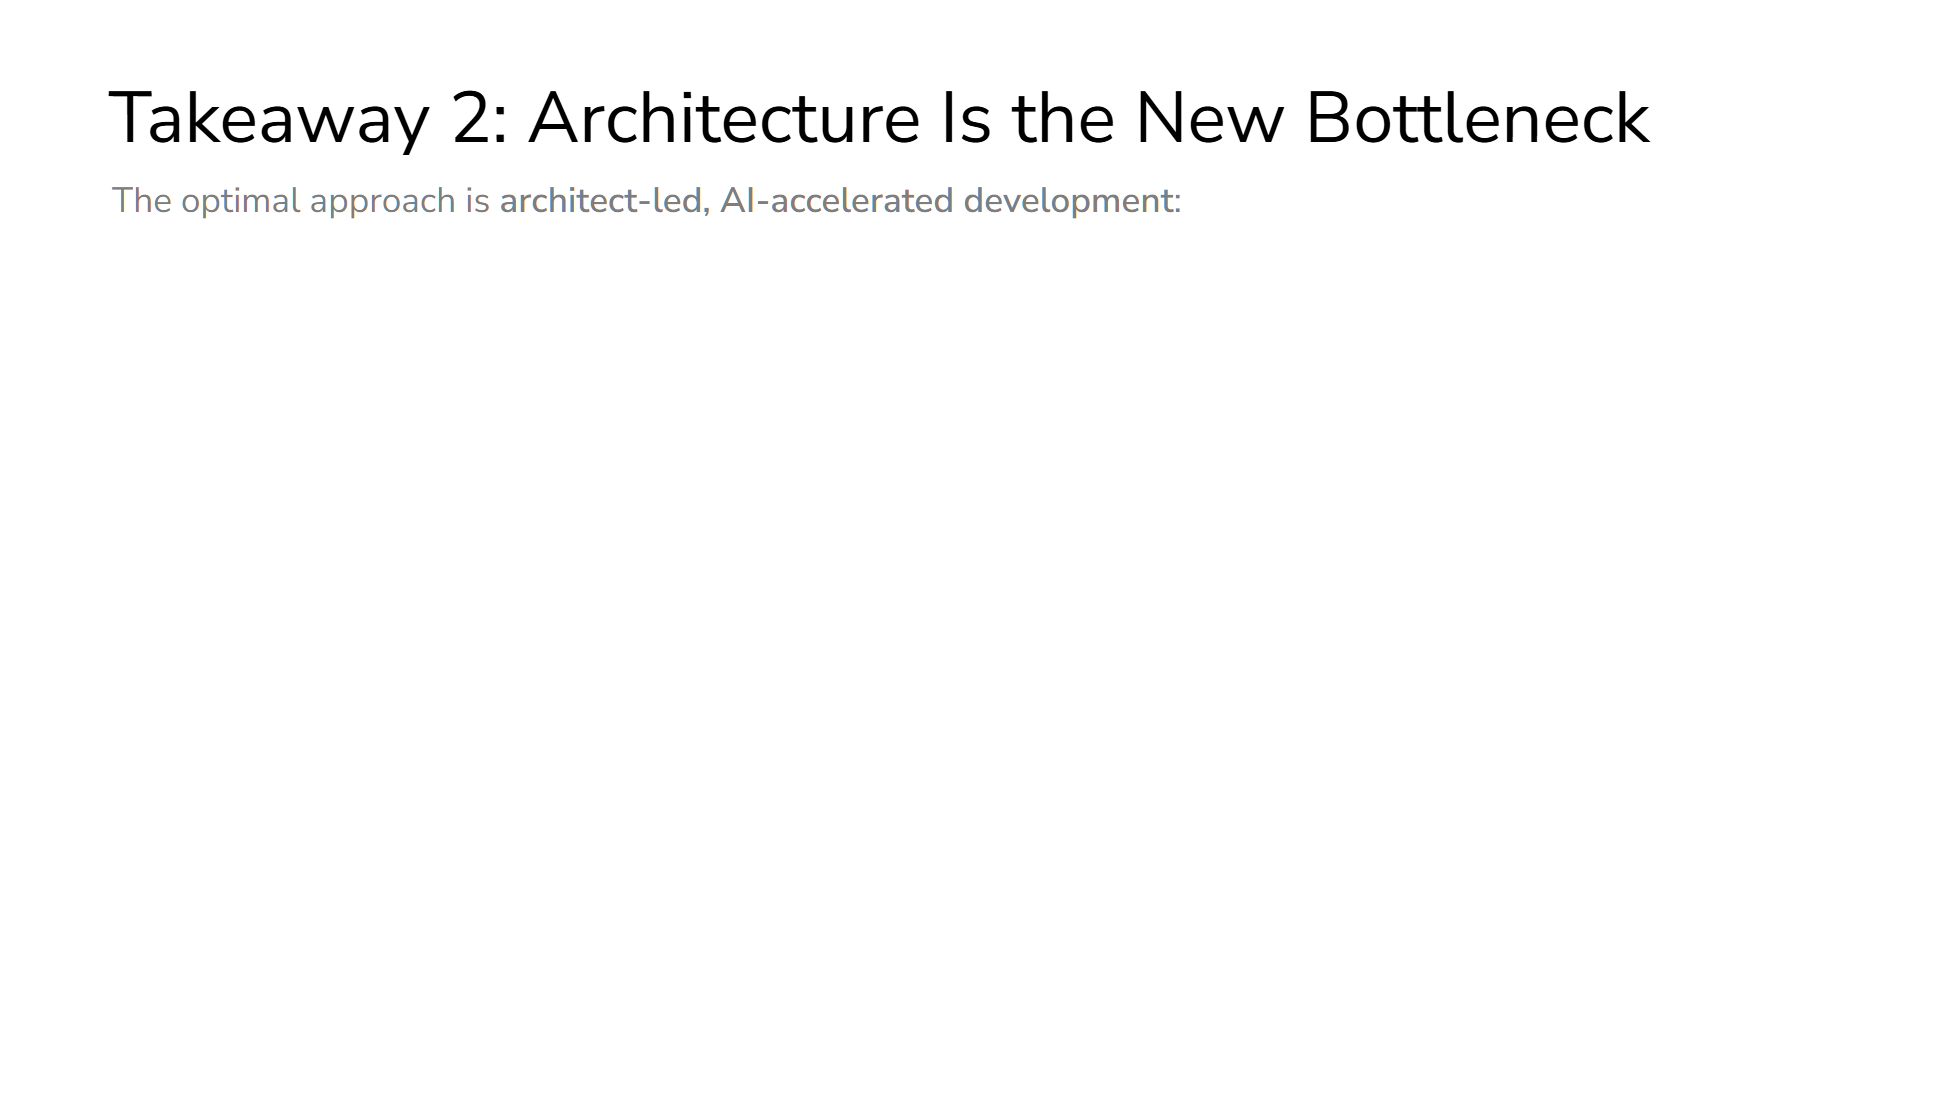 Takeaway 2: Architecture Is the New Bottleneck
The optimal approach is architect-led, AI-accelerated development: